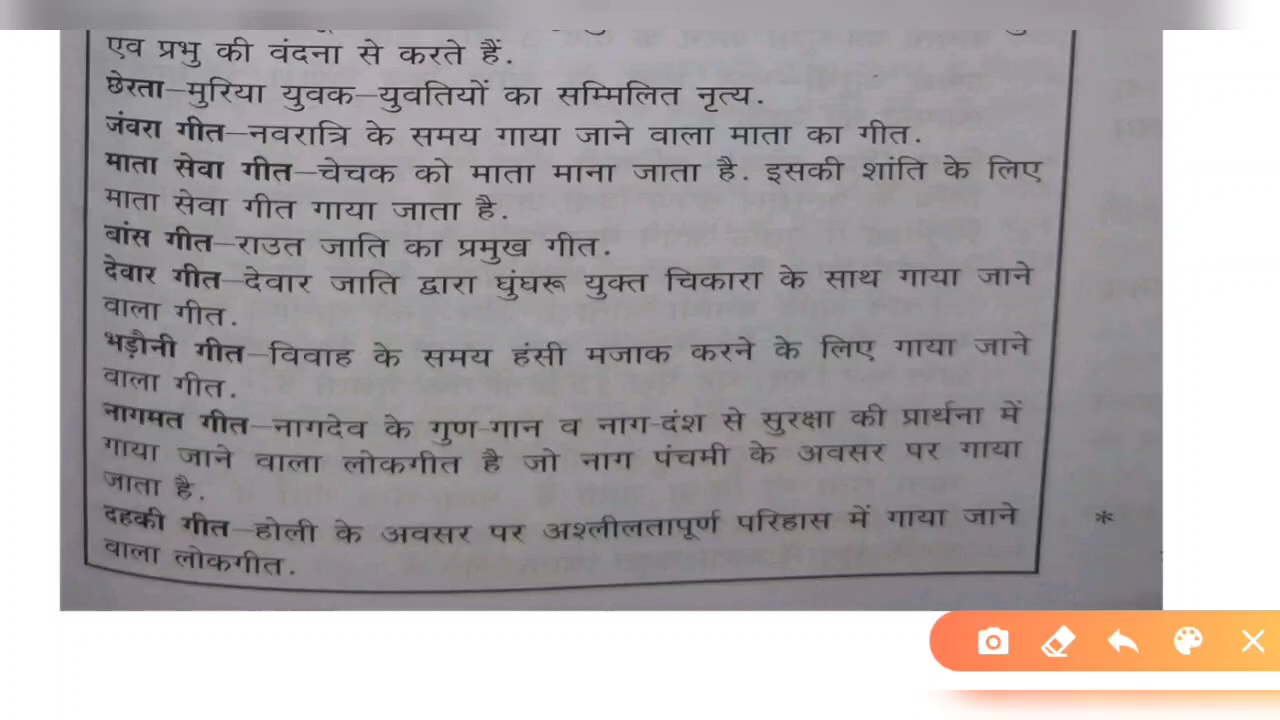 एव प्रभु की वंदना से करते हैं.
छेरता–मुरिया युवक–युवतियों का सम्मिलित नृत्य.
जंवरा गीत–नवरात्रि के समय गाया जाने वाला माता का गीत.
माता सेवा गीत–चेचक को माता माना जाता है. इसकी शांति के लिए
माता सेवा गीत गाया जाता है.
बांस गीत–राउत जाति का प्रमुख गीत.
देवार गीत–देवार जाति द्वारा घुंघरू युक्त चिकारा के साथ गाया जाने
वाला गीत.
भड़ौनी गीत–विवाह के समय हंसी मजाक करने के लिए गाया जाने
वाला गीत.
नागमत गीत–नागदेव के गुण-गान व नाग-दंश से सुरक्षा की प्रार्थना में
गाया जाने वाला लोकगीत है जो नाग पंचमी के अवसर पर गाया
जाता है.
दहकी गीत–होली के अवसर पर अश्लीलतापूर्ण परिहास में गाया जाने
वाला लोकगीत.
*